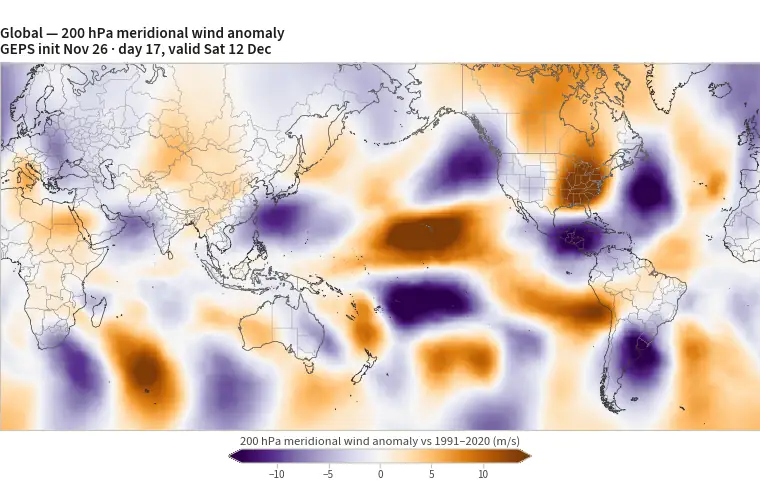 Global — 200 hPa meridional wind anomaly
GEPS init Nov 26 · day 17, valid Sat 12 Dec
200 hPa meridional wind anomaly vs 1991–2020 (m/s)
−10 −5 0 5 10